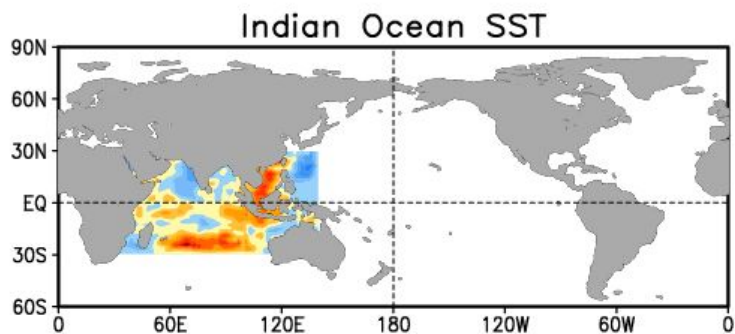 Indian Ocean SST
90N
60N
30N
EQ
30S
60S
0 60E 120E 180 120W 60W 0